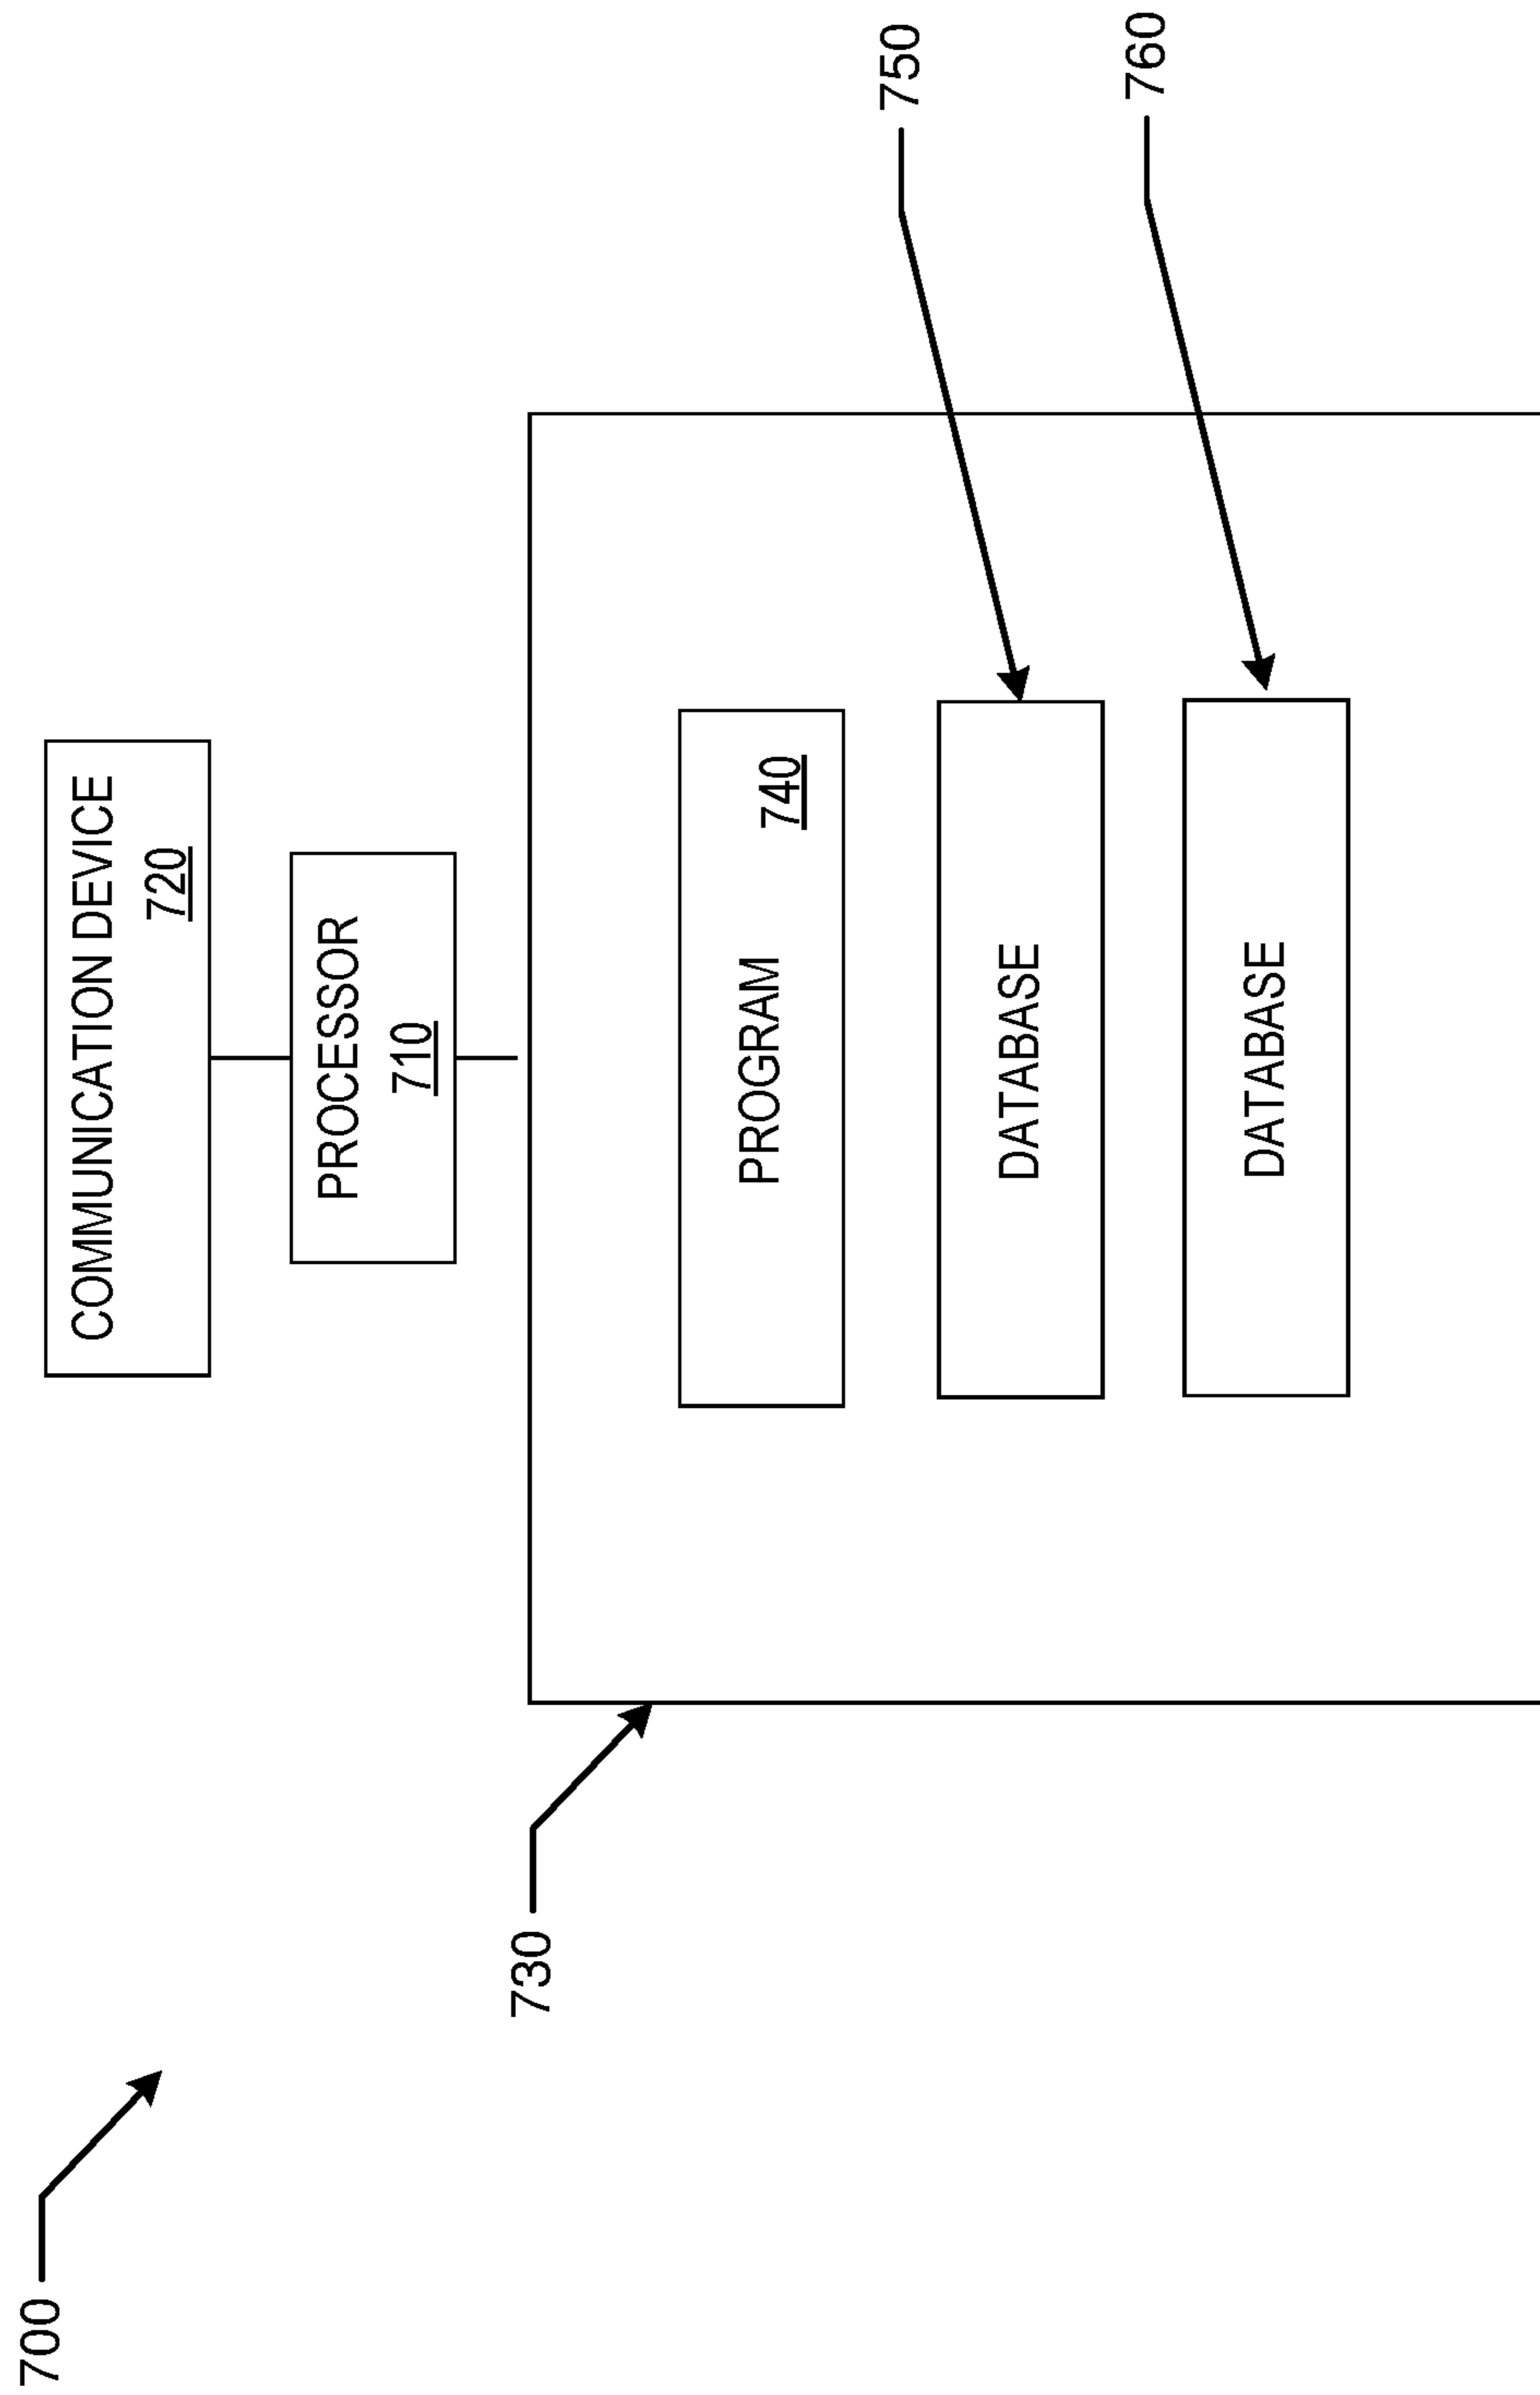 700
COMMUNICATION DEVICE
720
PROCESSOR
710
730
PROGRAM
740
750
DATABASE
760
DATABASE